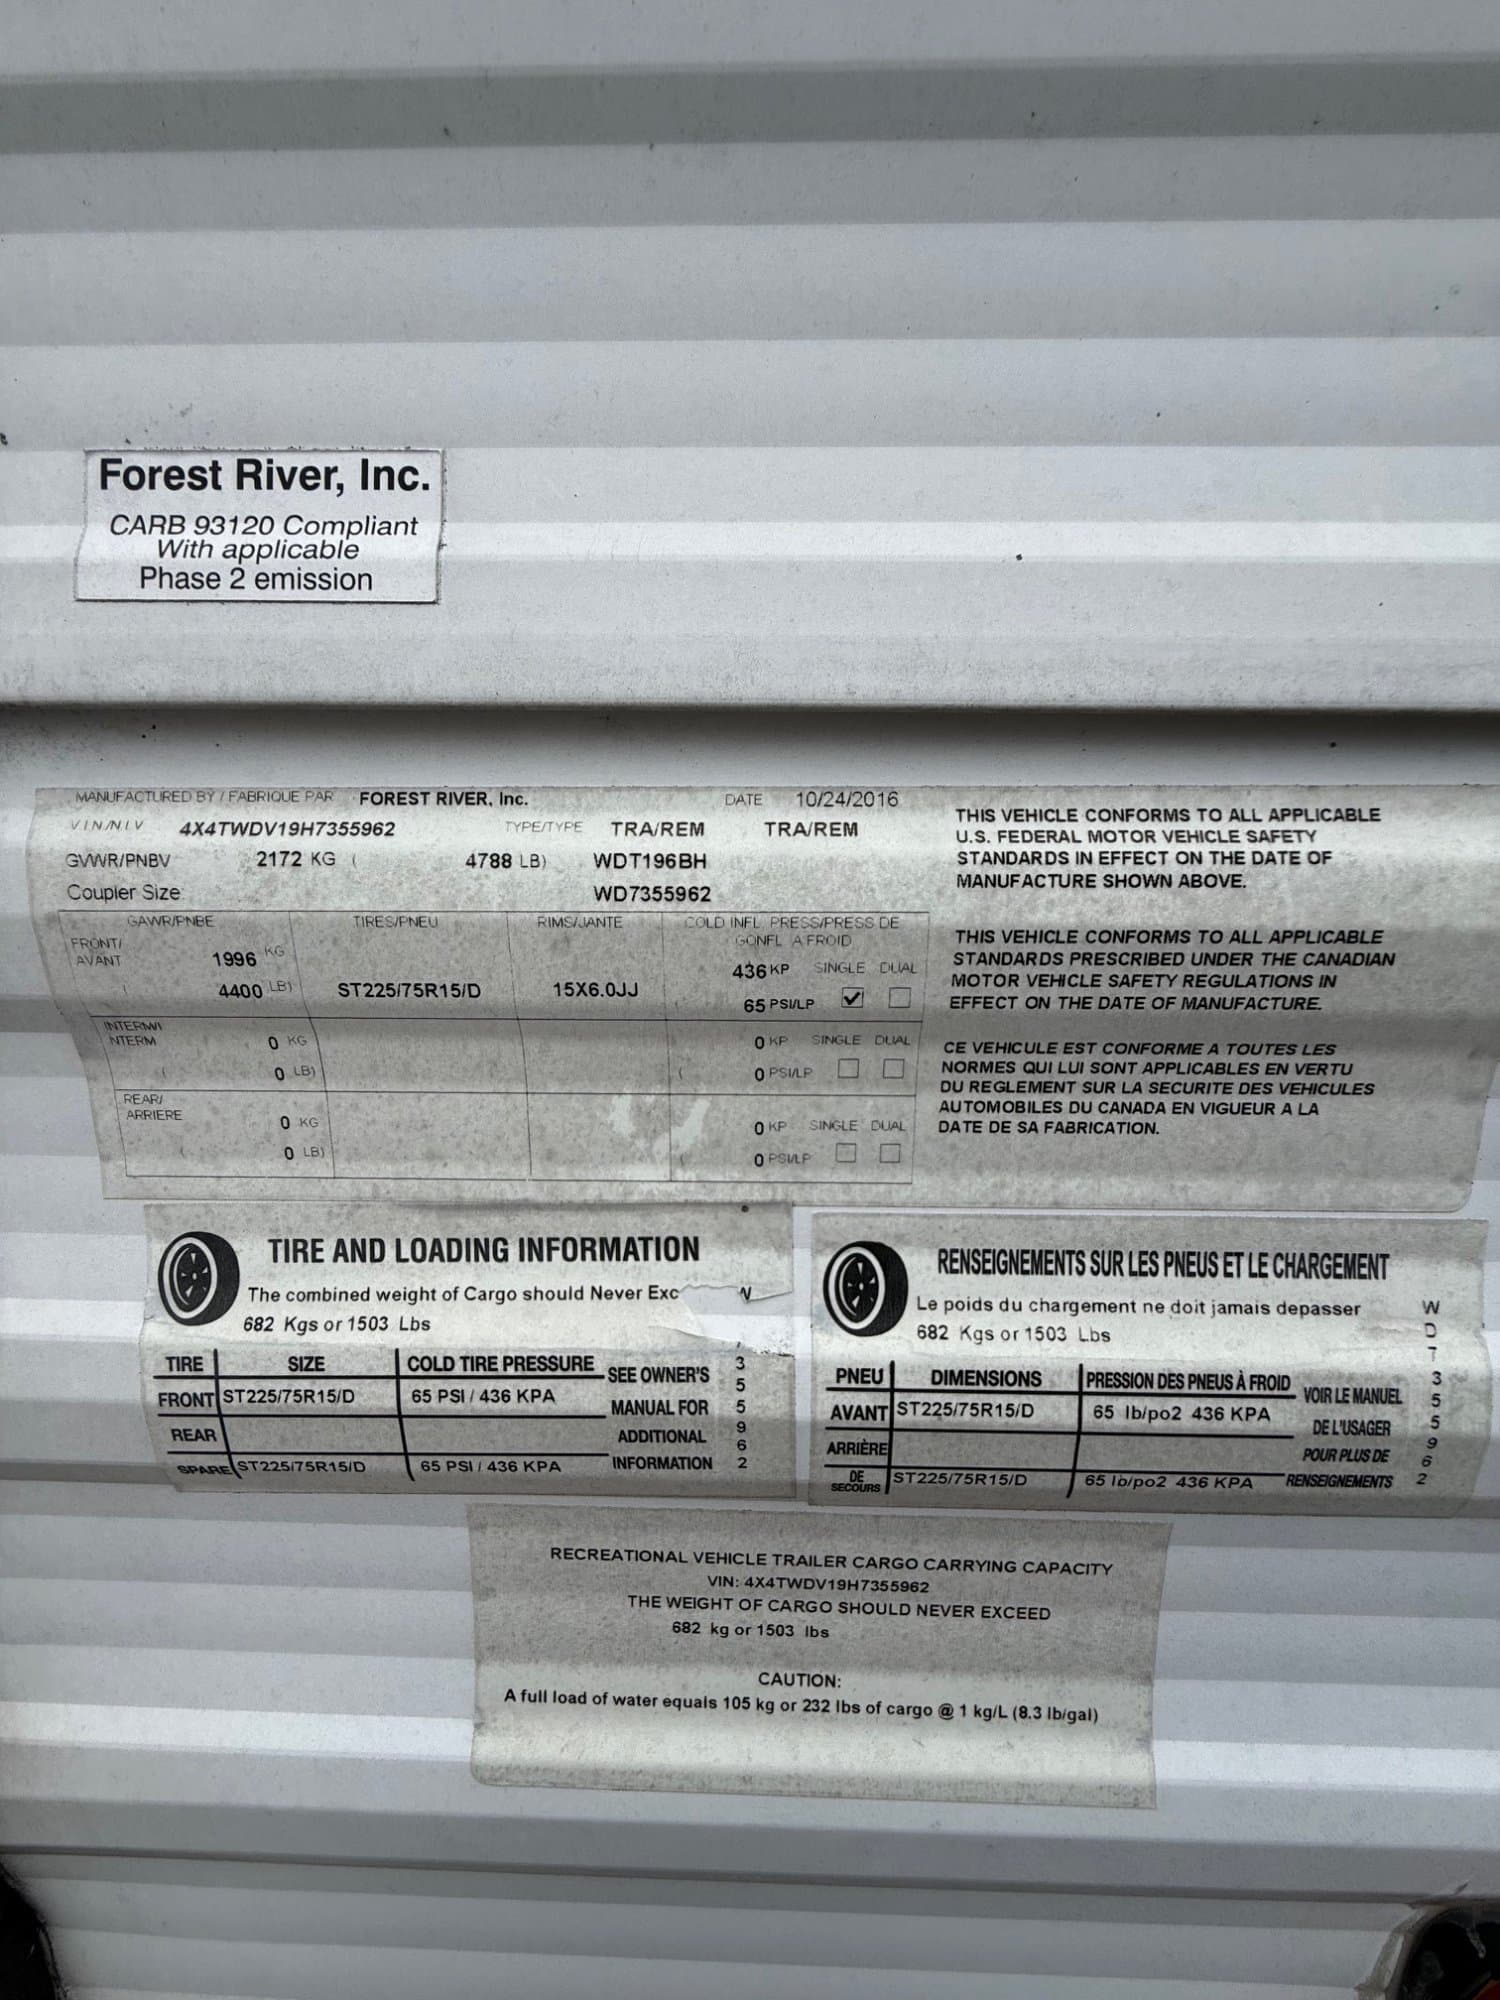 Forest River, Inc.
CARB 93120 Compliant
With applicable
Phase 2 emission
MANUFACTURED BY / FABRIQUE PAR FOREST RIVER, Inc. DATE 10/24/2016
VIN/NIV 4X4TWDV19H7355962 TYPE/TYPE TRA/REM TRA/REM
GVWR/PNBV 2172 KG ( 4788 LB) WDT196BH
Coupler Size WD7355962
GAWR/PNBE TIRES/PNEU RIMS/JANTE COLD INFL PRESS/PRESS DE
GONFL A FROID
FRONT/
AVANT 1996 KG 436 KP SINGLE DUAL
( 4400 LB) ST225/75R15/D 15X6.0JJ 65 PSI/LP
INTERM/
NTERM 0 KG 0 KP SINGLE DUAL
( 0 LB) ( 0 PSI/LP
REAR/
ARRIERE 0 KG 0 KP SINGLE DUAL
( 0 LB) ( 0 PSI/LP
THIS VEHICLE CONFORMS TO ALL APPLICABLE
U.S. FEDERAL MOTOR VEHICLE SAFETY
STANDARDS IN EFFECT ON THE DATE OF
MANUFACTURE SHOWN ABOVE.
THIS VEHICLE CONFORMS TO ALL APPLICABLE
STANDARDS PRESCRIBED UNDER THE CANADIAN
MOTOR VEHICLE SAFETY REGULATIONS IN
EFFECT ON THE DATE OF MANUFACTURE.
CE VEHICULE EST CONFORME A TOUTES LES
NORMES QUI LUI SONT APPLICABLES EN VERTU
DU REGLEMENT SUR LA SECURITE DES VEHICULES
AUTOMOBILES DU CANADA EN VIGUEUR A LA
DATE DE SA FABRICATION.
TIRE AND LOADING INFORMATION
The combined weight of Cargo should Never Exc
682 Kgs or 1503 Lbs
TIRE SIZE COLD TIRE PRESSURE
FRONT ST225/75R15/D 65 PSI / 436 KPA
REAR
SPARE ST225/75R15/D 65 PSI / 436 KPA
SEE OWNER'S
MANUAL FOR
ADDITIONAL
INFORMATION
W
3
5
5
9
6
2
RENSEIGNEMENTS SUR LES PNEUS ET LE CHARGEMENT
Le poids du chargement ne doit jamais depasser
682 Kgs or 1503 Lbs
PNEU DIMENSIONS PRESSION DES PNEUS À FROID
AVANT ST225/75R15/D 65 lb/po2 436 KPA
ARRIÈRE
DE
SECOURS ST225/75R15/D 65 lb/po2 436 KPA
VOIR LE MANUEL
DE L'USAGER
POUR PLUS DE
RENSEIGNEMENTS
W
D
T
3
5
5
9
6
2
RECREATIONAL VEHICLE TRAILER CARGO CARRYING CAPACITY
VIN: 4X4TWDV19H7355962
THE WEIGHT OF CARGO SHOULD NEVER EXCEED
682 kg or 1503 lbs
CAUTION:
A full load of water equals 105 kg or 232 lbs of cargo @ 1 kg/L (8.3 lb/gal)